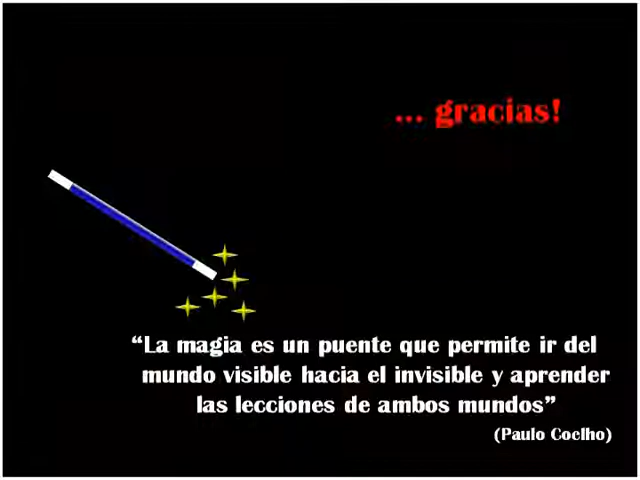 ... gracias!
“La magia es un puente que permite ir del
mundo visible hacia el invisible y aprender
las lecciones de ambos mundos”
(Paulo Coelho)